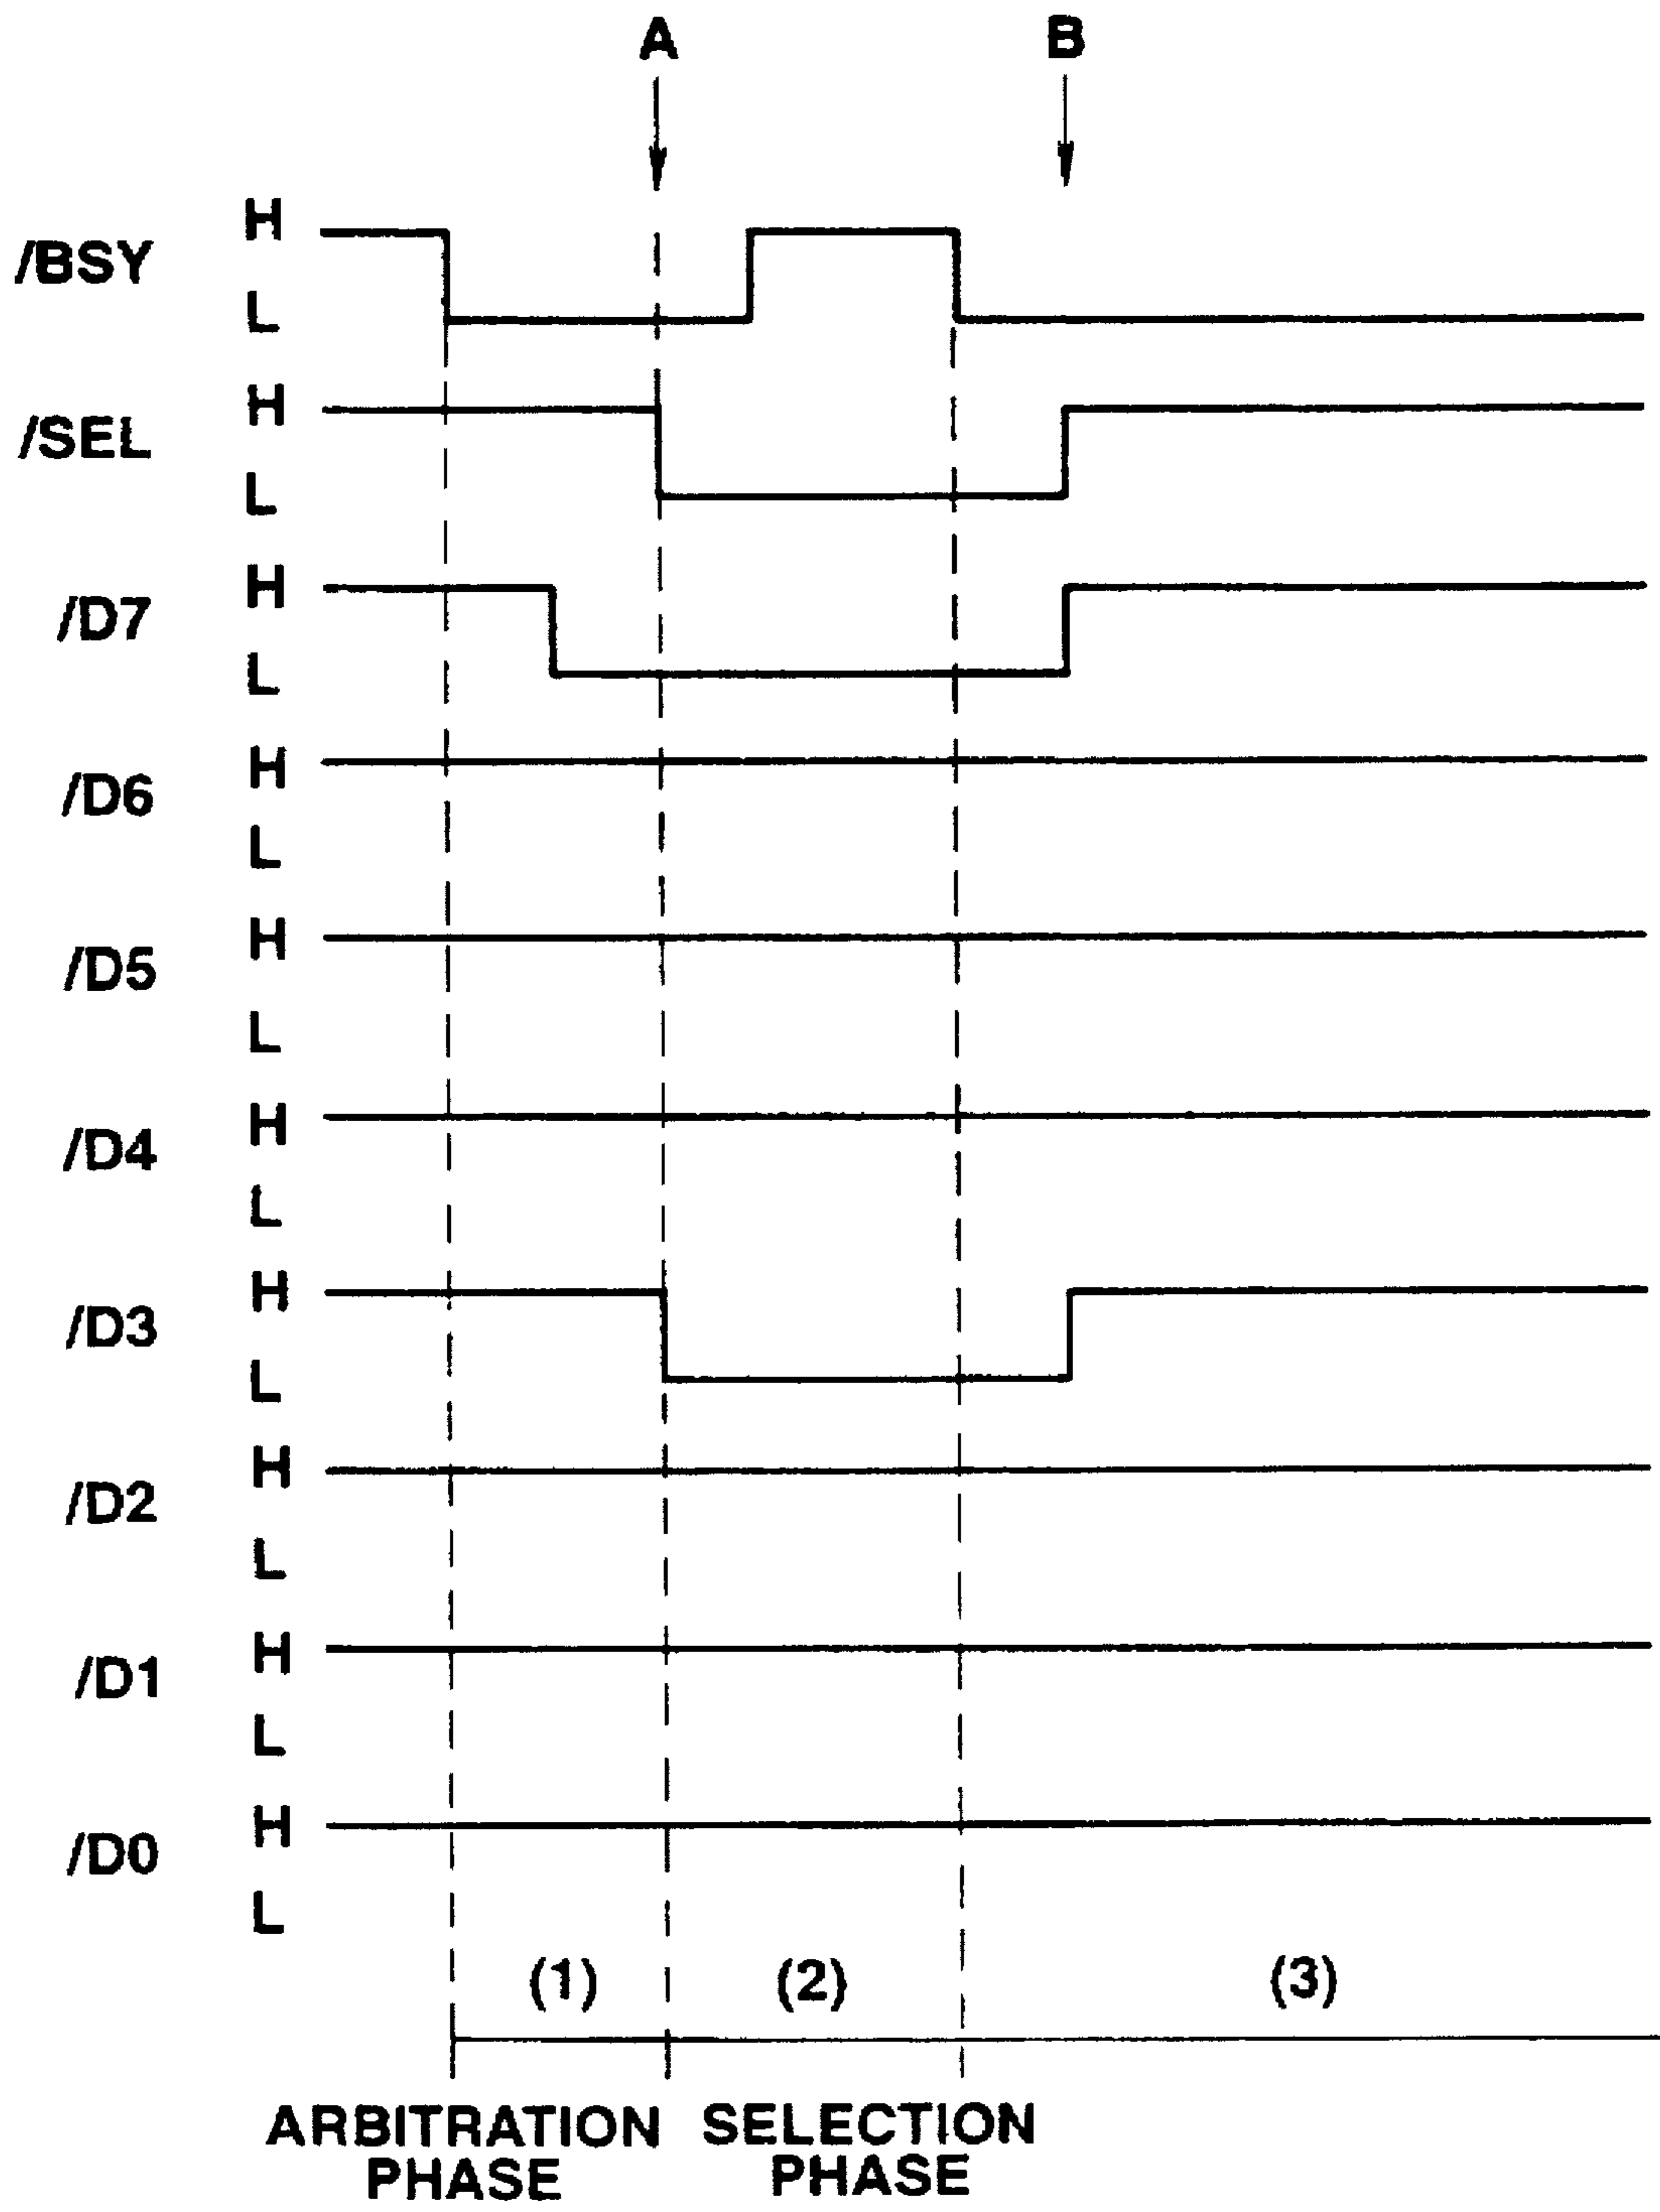 A B
H
/BSY
L
H
/SEL
L
H
/D7
L
H
/D6
L
H
/D5
L
H
/D4
L
H
/D3
L
H
/D2
L
H
/D1
L
H
/D0
L
(1) (2) (3)
ARBITRATION SELECTION
PHASE PHASE